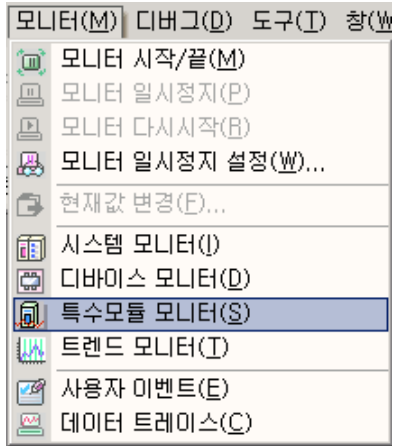 모니터(M) 디버그(D) 도구(T) 창(W
모니터 시작/끝(M)
모니터 일시정지(P)
모니터 다시시작(R)
모니터 일시정지 설정(W)...
현재값 변경(F)...
시스템 모니터(I)
디바이스 모니터(D)
특수모듈 모니터(S)
트렌드 모니터(T)
사용자 이벤트(E)
데이터 트레이스(C)